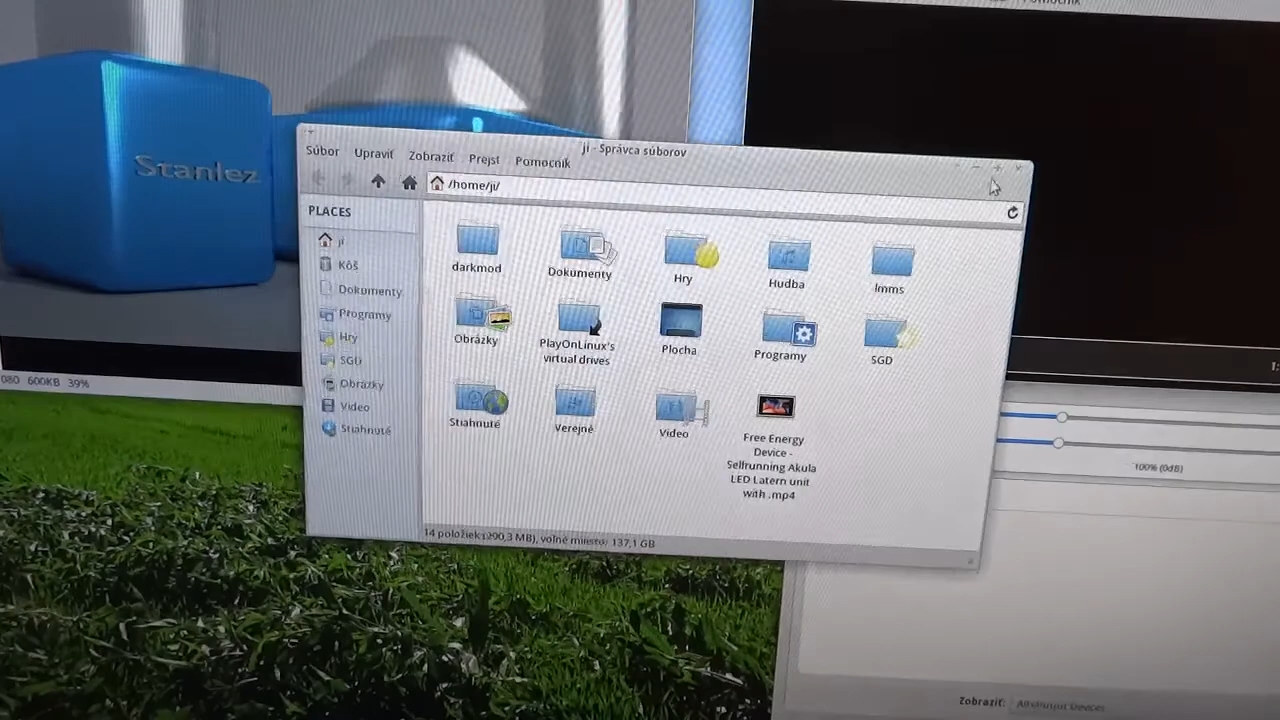 Pomocník
Stanlez
ji - Správca súborov
Súbor Upraviť Zobraziť Prejsť Pomocník
/home/ji/
PLACES
ji
Kôš
Dokumenty
Programy
Hry
SGD
Obrázky
Video
Stiahnuté
darkmod
Dokumenty
Hry
Hudba
lmms
Obrázky
PlayOnLinux's
virtual drives
Plocha
Programy
SGD
Stiahnuté
Verejné
Video
Free Energy
Device -
Selfrunning Akula
LED Latern unit
with .mp4
14 položiek (290,3 MB), voľné miesto: 137,1 GB
080 600KB 39%
100% (0dB)
Zobraziť: